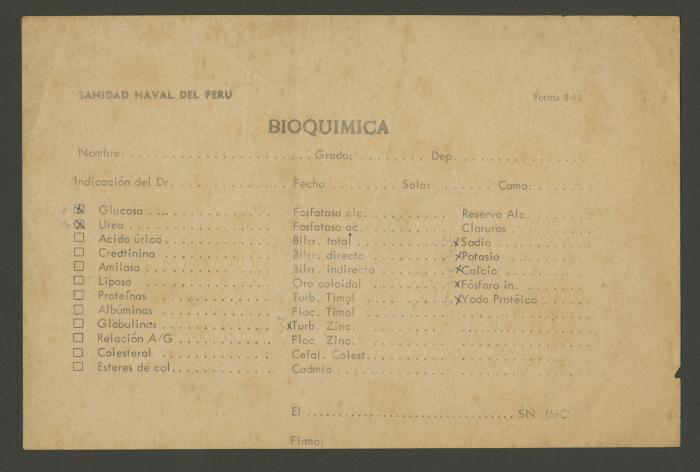 SANIDAD NAVAL DEL PERU
Forma S-16
BIOQUIMICA
Nombre: ........................ Grado: ........ Dep. ................
Indicación del Dr. ............... Fecha ......... Sala: ....... Cama: .........
x Glucosa .... ............ Fosfatasa alc. ............ Reserva Alc. .........
x Urea .................. Fosfatasa ac. ............ Cloruros ............
☐ Acido úrico ............ Bilrr. total ............ x Sodio ............
☐ Creatinina ............ Bilrr. directa ............ x Potasio ............
☐ Amilasa ............ Bilrr. indirecta ............ x Calcio ............
☐ Lipasa ............ Oro coloidal ............ x Fósforo in. ............
☐ Proteínas ............ Turb. Timol ............ x Yodo Protéico ............
☐ Albúminas ............ Floc. Timol ............
☐ Globulinas ............ x Turb. Zinc. ............
☐ Relación A/G ............ Floc. Zinc. ............
☐ Colesterol ............ Cefal. Colest. ............
☐ Esteres de col. ............ Cadmio ............
El ................................ SN (MC)
Firma: